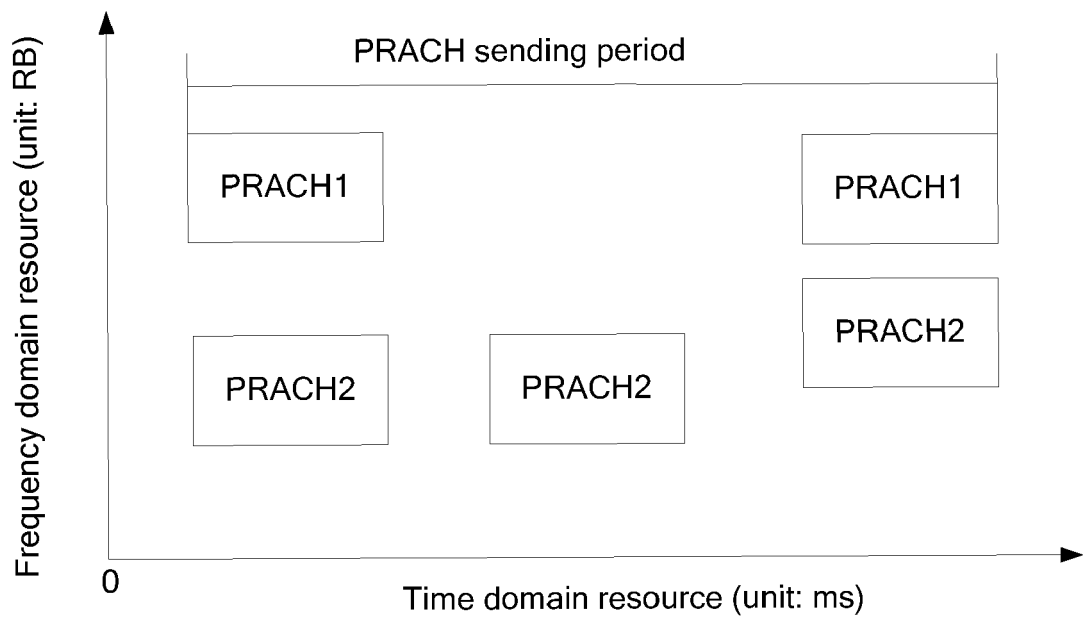 Frequency domain resource (unit: RB)
PRACH sending period
PRACH1
PRACH1
PRACH2
PRACH2
PRACH2
0
Time domain resource (unit: ms)